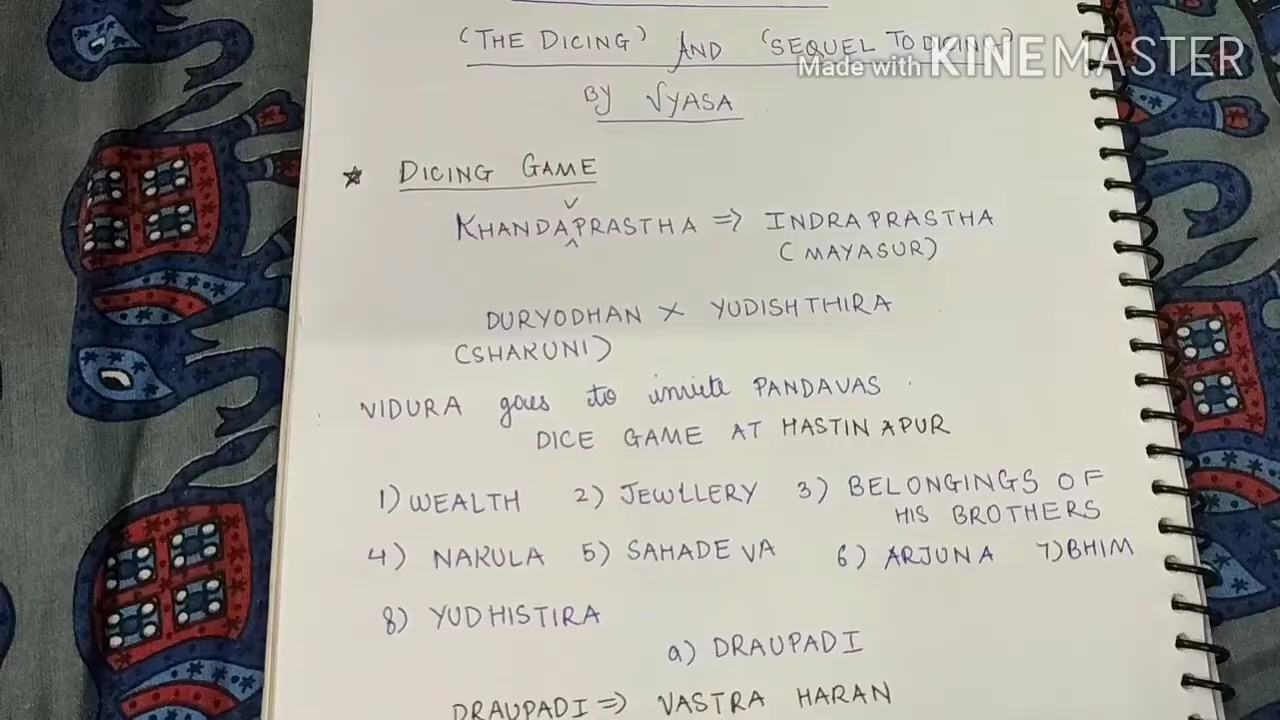 (THE DICING) AND (SEQUEL TO DICING)
Made with KINEMASTER
BY VYASA
* DICING GAME
KHANDAPRASTHA => INDRAPRASTHA
(MAYASUR)
DURYODHAN X YUDISHTHIRA
(SHAKUNI)
VIDURA goes to invite PANDAVAS
DICE GAME AT HASTINAPUR
1) WEALTH 2) JEWLLERY 3) BELONGINGS OF
HIS BROTHERS
4) NAKULA 5) SAHADEVA 6) ARJUNA 7) BHIM
8) YUDHISTIRA
a) DRAUPADI
DRAUPADI => VASTRA HARAN